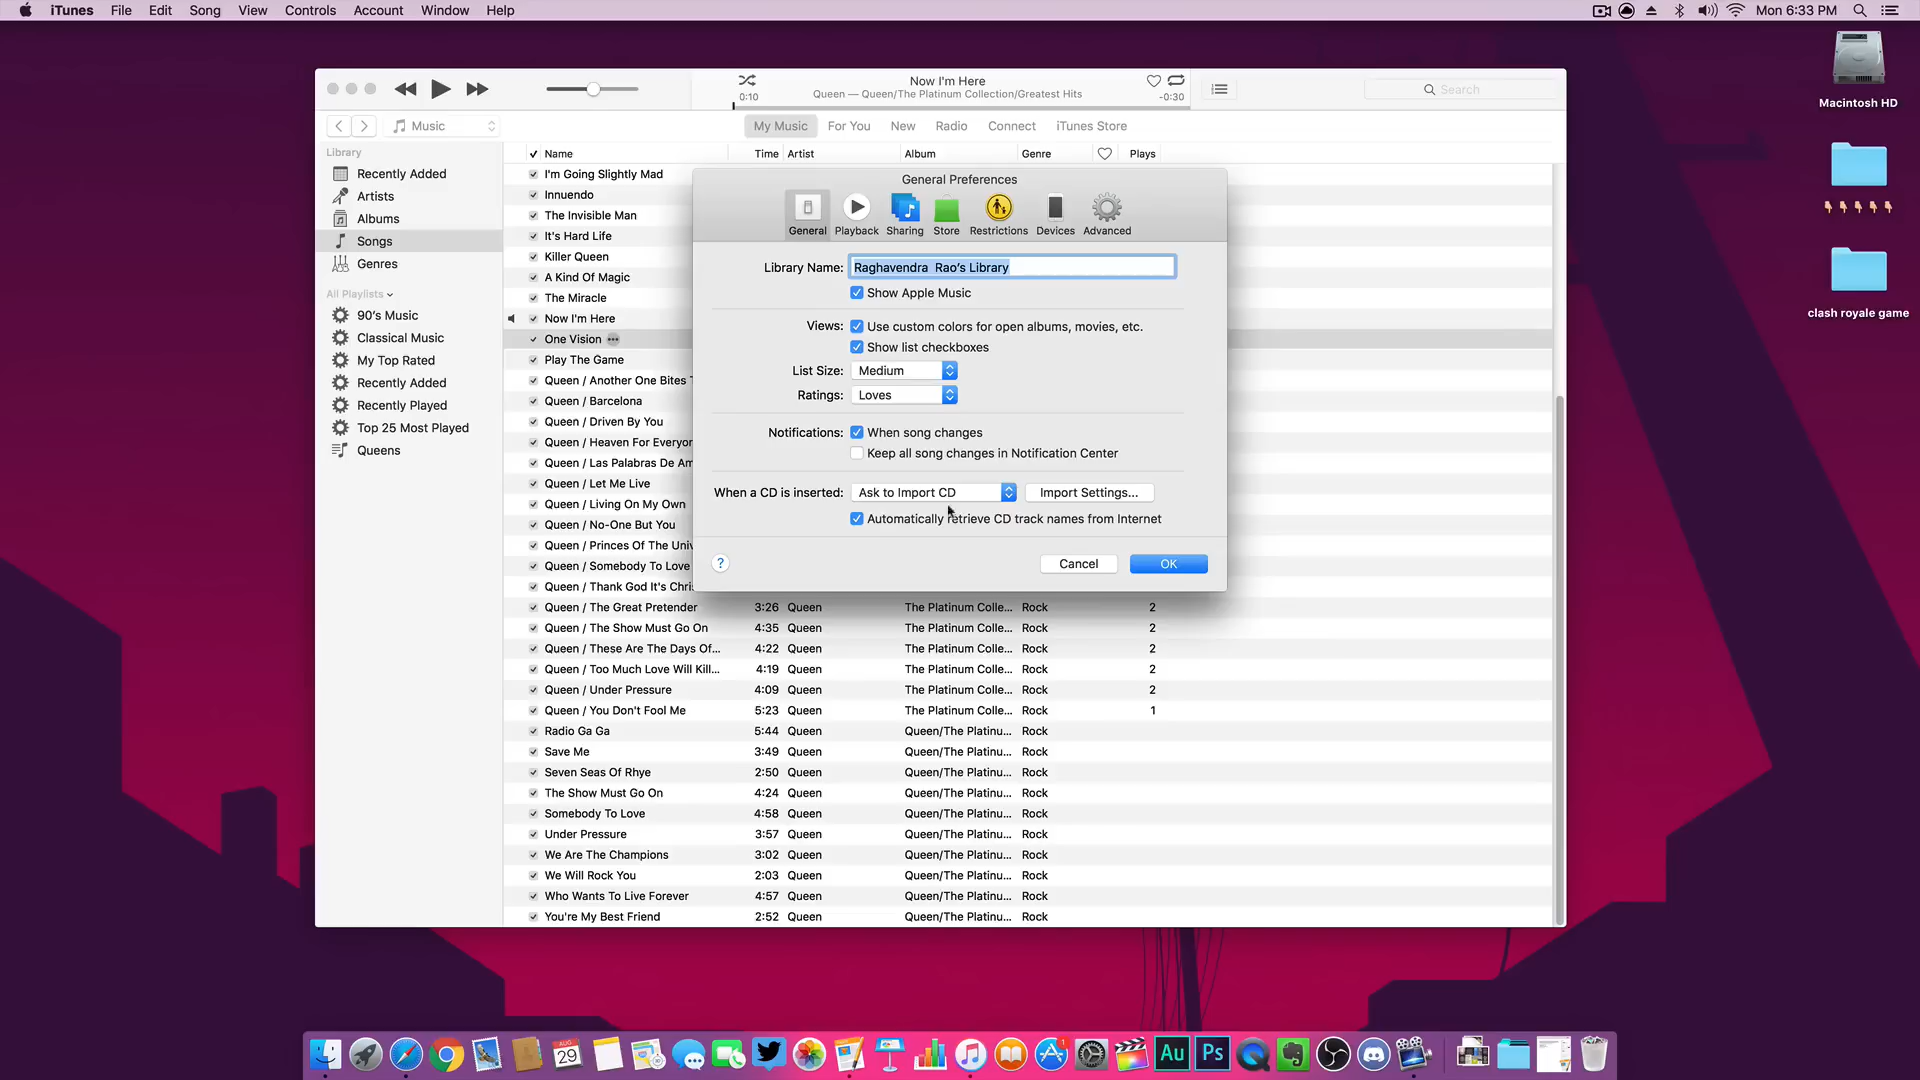 iTunes File Edit Song View Controls Account Window Help Mon 6:33 PM
Macintosh HD
clash royale game
Now I'm Here
Queen — Queen/The Platinum Collection/Greatest Hits
0:10 -0:30
Search
Music
My Music For You New Radio Connect iTunes Store
Library
Recently Added
Artists
Albums
Songs
Genres
All Playlists
90's Music
Classical Music
My Top Rated
Recently Added
Recently Played
Top 25 Most Played
Queens
Name Time Artist Album Genre Plays
I'm Going Slightly Mad
Innuendo
The Invisible Man
It's Hard Life
Killer Queen
A Kind Of Magic
The Miracle
Now I'm Here
One Vision
Play The Game
Queen / Another One Bites
Queen / Barcelona
Queen / Driven By You
Queen / Heaven For Everyor
Queen / Las Palabras De Am
Queen / Let Me Live
Queen / Living On My Own
Queen / No-One But You
Queen / Princes Of The Univ
Queen / Somebody To Love
Queen / Thank God It's Chris
Queen / The Great Pretender 3:26 Queen The Platinum Colle... Rock 2
Queen / The Show Must Go On 4:35 Queen The Platinum Colle... Rock 2
Queen / These Are The Days Of... 4:22 Queen The Platinum Colle... Rock 2
Queen / Too Much Love Will Kill... 4:19 Queen The Platinum Colle... Rock 2
Queen / Under Pressure 4:09 Queen The Platinum Colle... Rock 2
Queen / You Don't Fool Me 5:23 Queen The Platinum Colle... Rock 1
Radio Ga Ga 5:44 Queen Queen/The Platinu... Rock
Save Me 3:49 Queen Queen/The Platinu... Rock
Seven Seas Of Rhye 2:50 Queen Queen/The Platinu... Rock
The Show Must Go On 4:24 Queen Queen/The Platinu... Rock
Somebody To Love 4:58 Queen Queen/The Platinu... Rock
Under Pressure 3:57 Queen Queen/The Platinu... Rock
We Are The Champions 3:02 Queen Queen/The Platinu... Rock
We Will Rock You 2:03 Queen Queen/The Platinu... Rock
Who Wants To Live Forever 4:57 Queen Queen/The Platinu... Rock
You're My Best Friend 2:52 Queen Queen/The Platinu... Rock
General Preferences
General Playback Sharing Store Restrictions Devices Advanced
Library Name: Raghavendra  Rao's Library
Show Apple Music
Views: Use custom colors for open albums, movies, etc.
Show list checkboxes
List Size: Medium
Ratings: Loves
Notifications: When song changes
Keep all song changes in Notification Center
When a CD is inserted: Ask to Import CD Import Settings...
Automatically retrieve CD track names from Internet
? Cancel OK
AUG 29 Au Ps